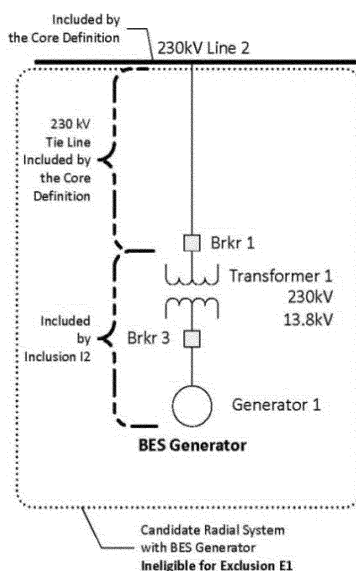 Included by
the Core Definition
230kV Line 2
230 kV
Tie Line
Included by
the Core
Definition
Brkr 1
Transformer 1
230kV
13.8kV
Included
by
Inclusion I2
Brkr 3
Generator 1
BES Generator
Candidate Radial System
with BES Generator
Ineligible for Exclusion E1